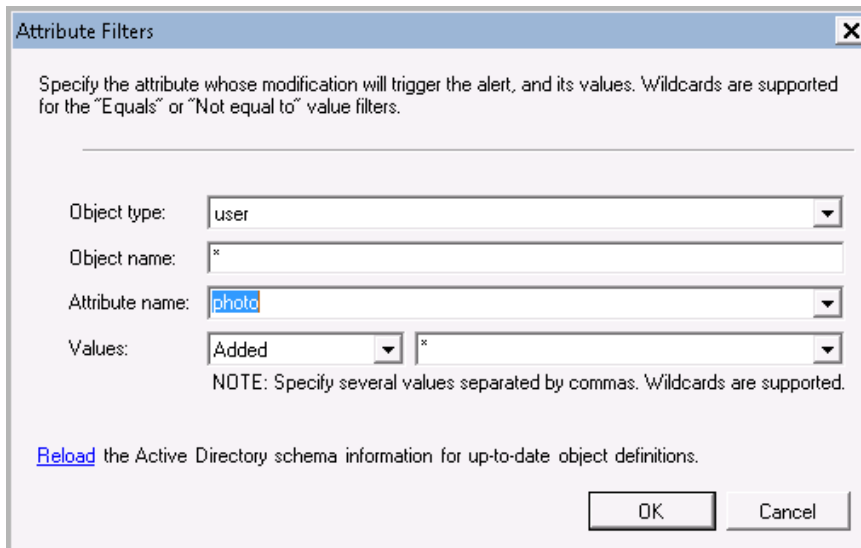 Attribute Filters
Specify the attribute whose modification will trigger the alert, and its values. Wildcards are supported
for the "Equals" or "Not equal to" value filters.
Object type: user
Object name: *
Attribute name: photo
Values: Added *
NOTE: Specify several values separated by commas. Wildcards are supported.
Reload the Active Directory schema information for up-to-date object definitions.
OK Cancel